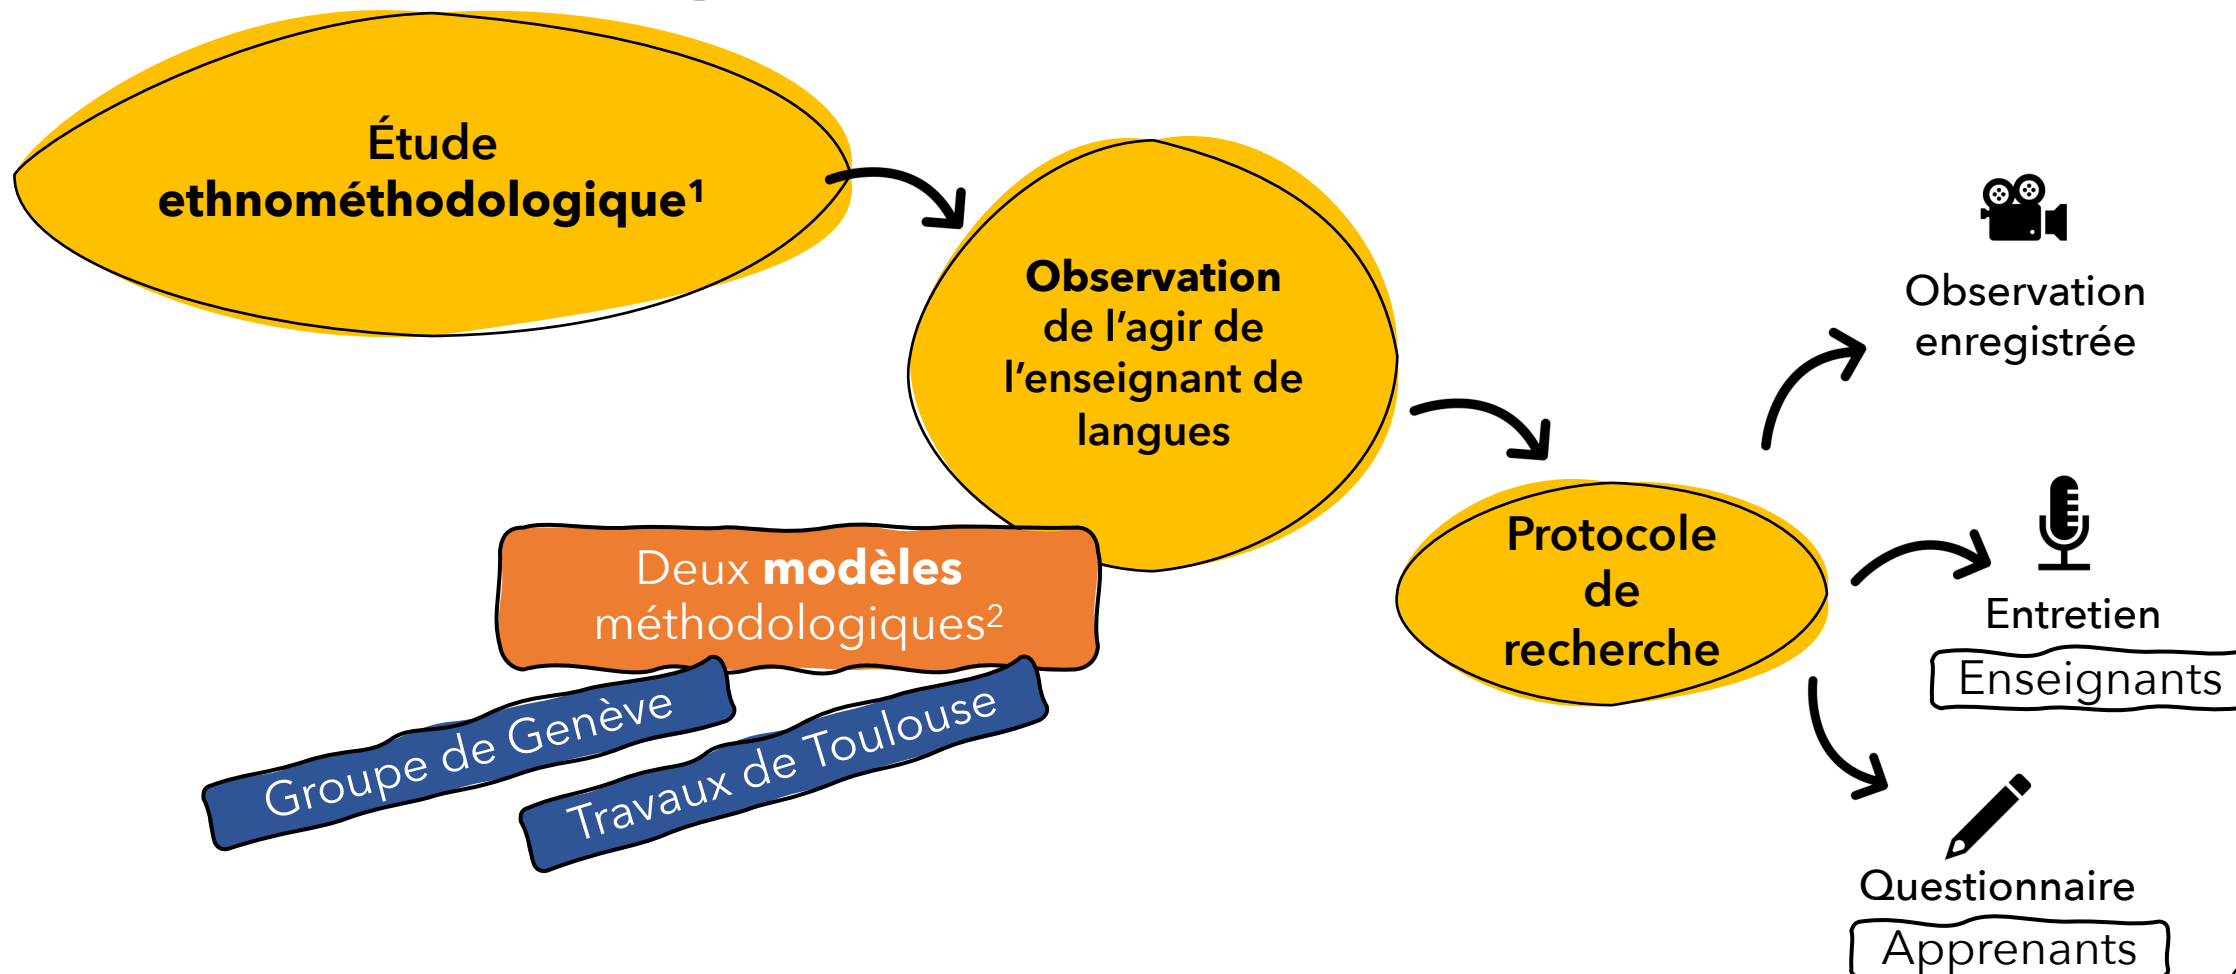 Étude
ethnométhodologique¹
Observation
de l’agir de
l’enseignant de
langues
Deux modèles
méthodologiques²
Groupe de Genève
Travaux de Toulouse
Protocole
de
recherche
Observation
enregistrée
Entretien
Enseignants
Questionnaire
Apprenants